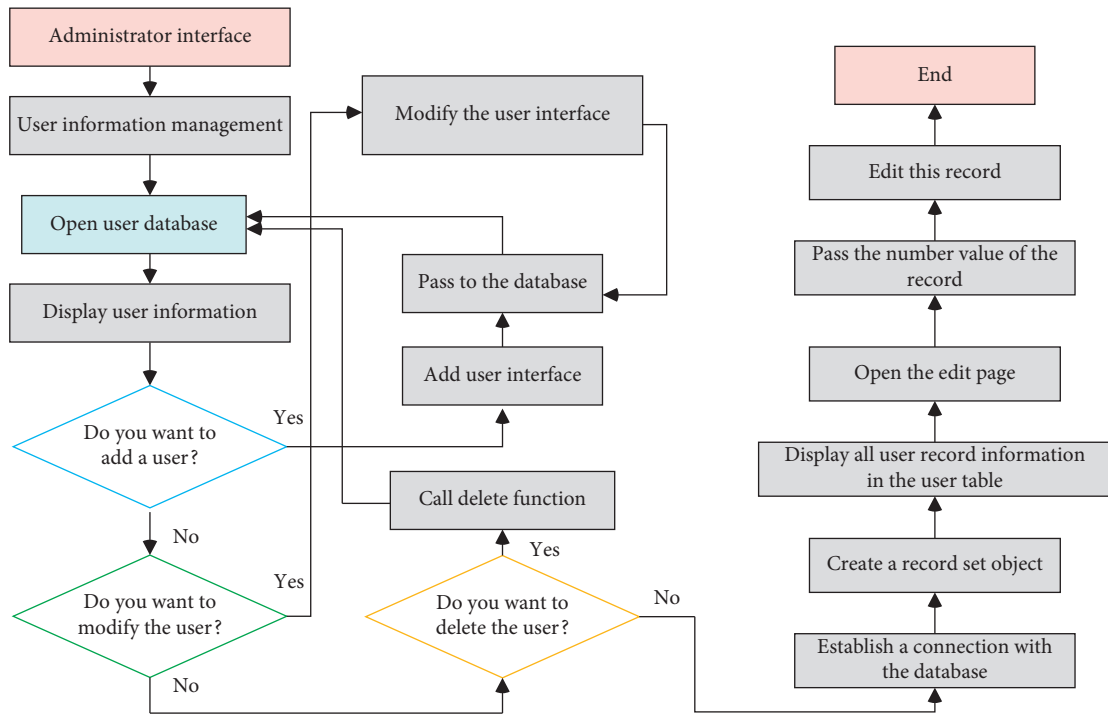 Administrator interface
User information management
Open user database
Display user information
Do you want to
add a user?
Yes
No
Do you want to
modify the user?
Yes
No
Modify the user interface
Pass to the database
Add user interface
Call delete function
Yes
Do you want to
delete the user?
No
End
Edit this record
Pass the number value of the
record
Open the edit page
Display all user record information
in the user table
Create a record set object
Establish a connection with
the database